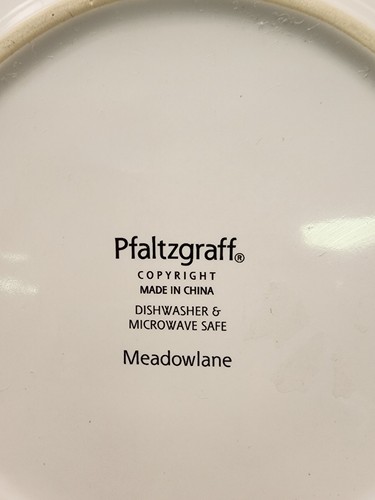 Pfaltzgraff®
COPYRIGHT
MADE IN CHINA
DISHWASHER &
MICROWAVE SAFE
Meadowlane